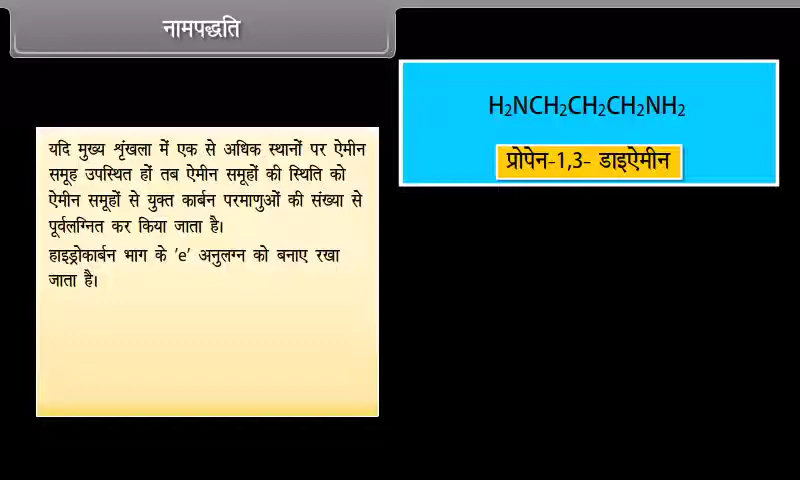 नामपद्धति
यदि मुख्य शृंखला में एक से अधिक स्थानों पर ऐमीन
समूह उपस्थित हों तब ऐमीन समूहों की स्थिति को
ऐमीन समूहों से युक्त कार्बन परमाणुओं की संख्या से
पूर्वलग्नित कर किया जाता है।
हाइड्रोकार्बन भाग के 'e' अनुलग्न को बनाए रखा
जाता है।
H₂NCH₂CH₂CH₂NH₂
प्रोपेन-1,3- डाइऐमीन